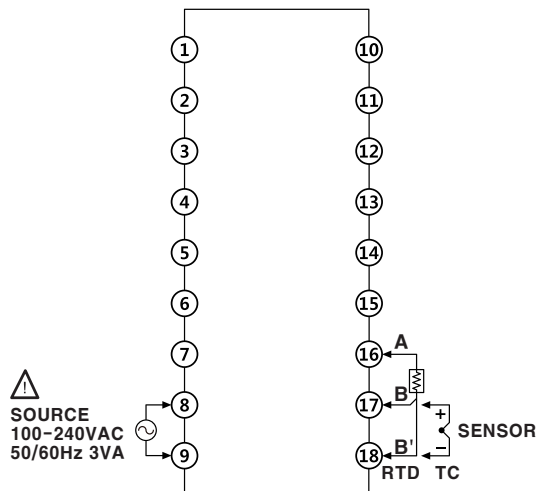 1 10
2 11
3 12
4 13
5 14
6 15
7 16 A
8 17 B
9 18 B'
SOURCE
100-240VAC
50/60Hz 3VA
+
SENSOR
-
RTD TC
!